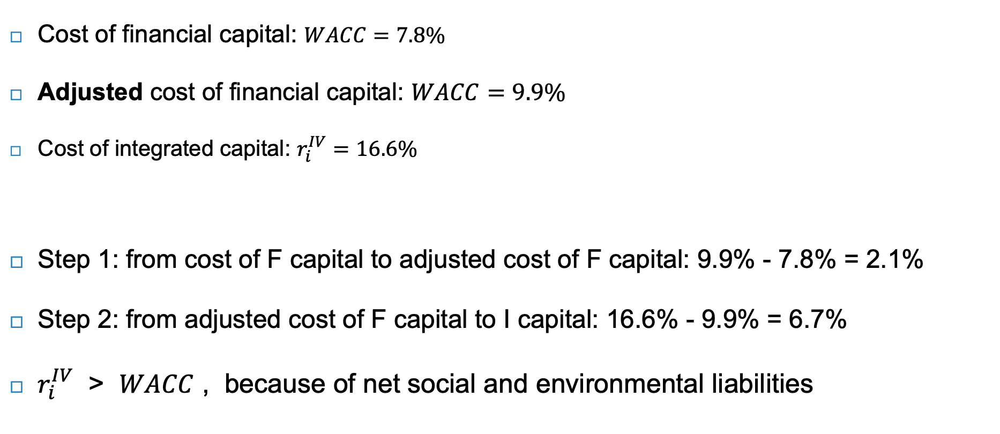 Cost of financial capital: WACC = 7.8%
Adjusted cost of financial capital: WACC = 9.9%
Cost of integrated capital: r_i^{IV} = 16.6%
Step 1: from cost of F capital to adjusted cost of F capital: 9.9% - 7.8% = 2.1%
Step 2: from adjusted cost of F capital to I capital: 16.6% - 9.9% = 6.7%
r_i^{IV} > WACC , because of net social and environmental liabilities